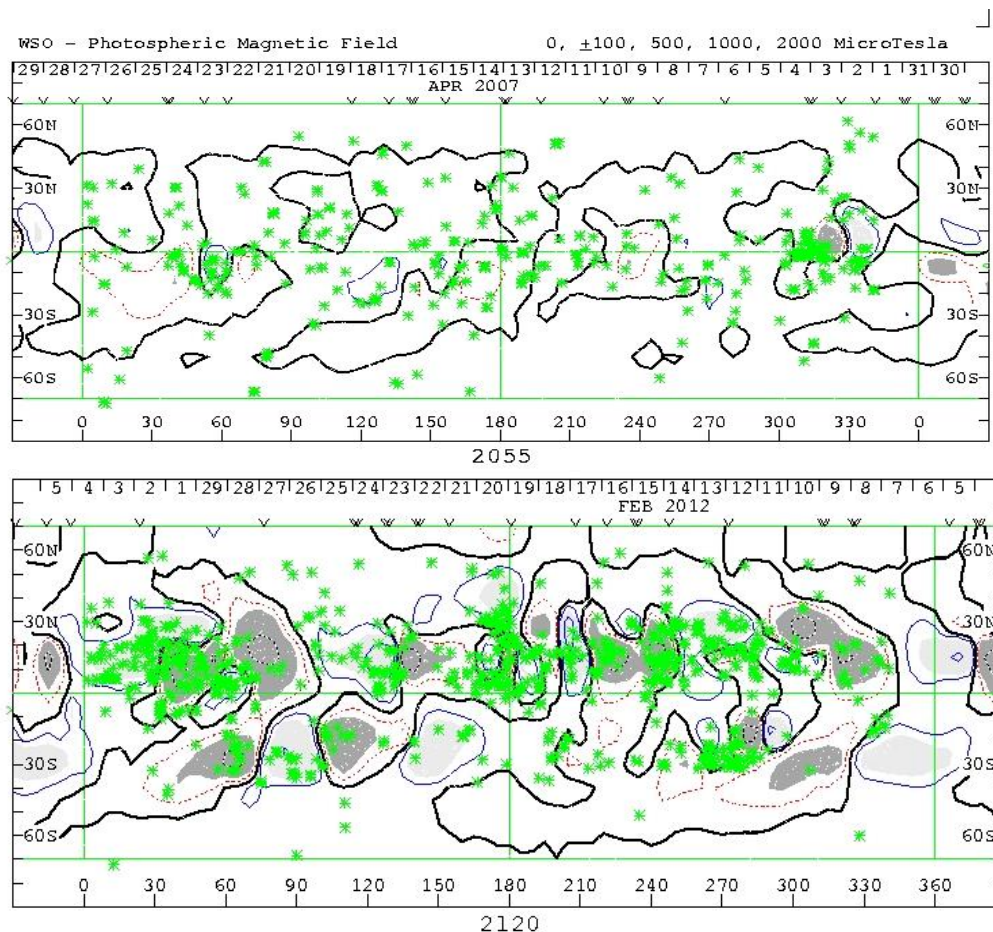 WSO – Photospheric Magnetic Field 0, ±100, 500, 1000, 2000 MicroTesla
29 28 27 26 25 24 23 22 21 20 19 18 17 16 15 14 13 12 11 10 9 8 7 6 5 4 3 2 1 31 30
APR 2007
60N 60N
30N 30N
0 0
30S 30S
60S 60S
0 30 60 90 120 150 180 210 240 270 300 330 0
2055
5 4 3 2 1 29 28 27 26 25 24 23 22 21 20 19 18 17 16 15 14 13 12 11 10 9 8 7 6 5
FEB 2012
60N 60N
30N 30N
0 0
30S 30S
60S 60S
0 30 60 90 120 150 180 210 240 270 300 330 360
2120